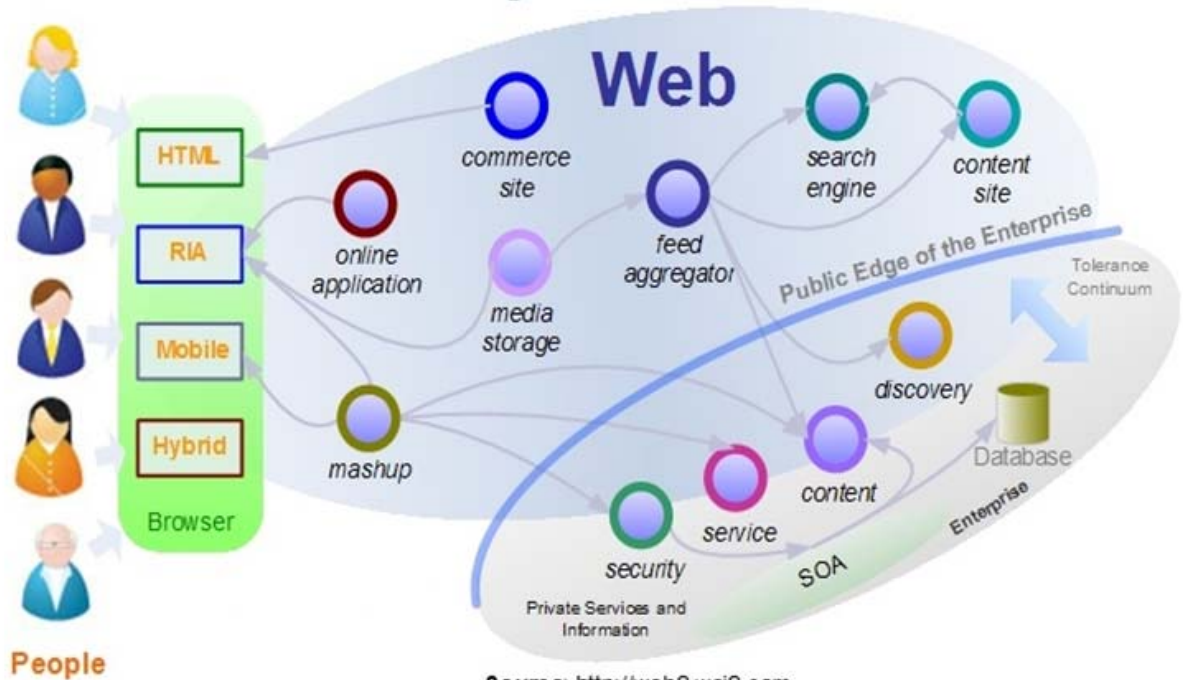 Web
HTML
RIA
Mobile
Hybrid
Browser
People
commerce
site
online
application
media
storage
mashup
feed
aggregator
search
engine
content
site
Public Edge of the Enterprise
Tolerance
Continuum
discovery
Database
content
service
security
Enterprise
SOA
Private Services and
Information